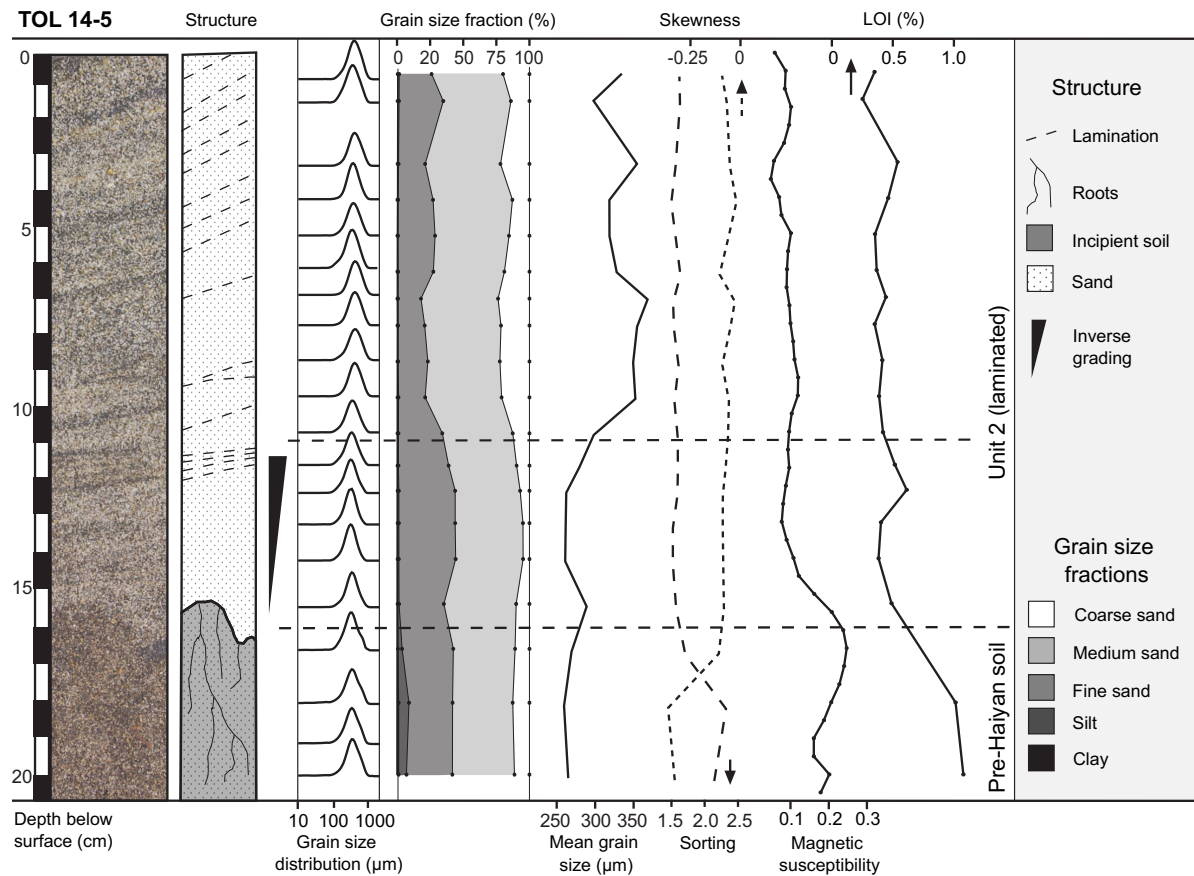 TOL 14-5
Structure
Grain size fraction (%)
Skewness
LOI (%)
0 20 50 75 100
-0.25 0
0 0.5 1.0
0
5
10
15
20
Unit 2 (laminated)
Pre-Haiyan soil
Structure
Lamination
Roots
Incipient soil
Sand
Inverse
grading
Grain size
fractions
Coarse sand
Medium sand
Fine sand
Silt
Clay
10 100 1000
250 300 350
1.5 2.0 2.5
0.1 0.2 0.3
Depth below
surface (cm)
Grain size
distribution (µm)
Mean grain
size (µm)
Sorting
Magnetic
susceptibility